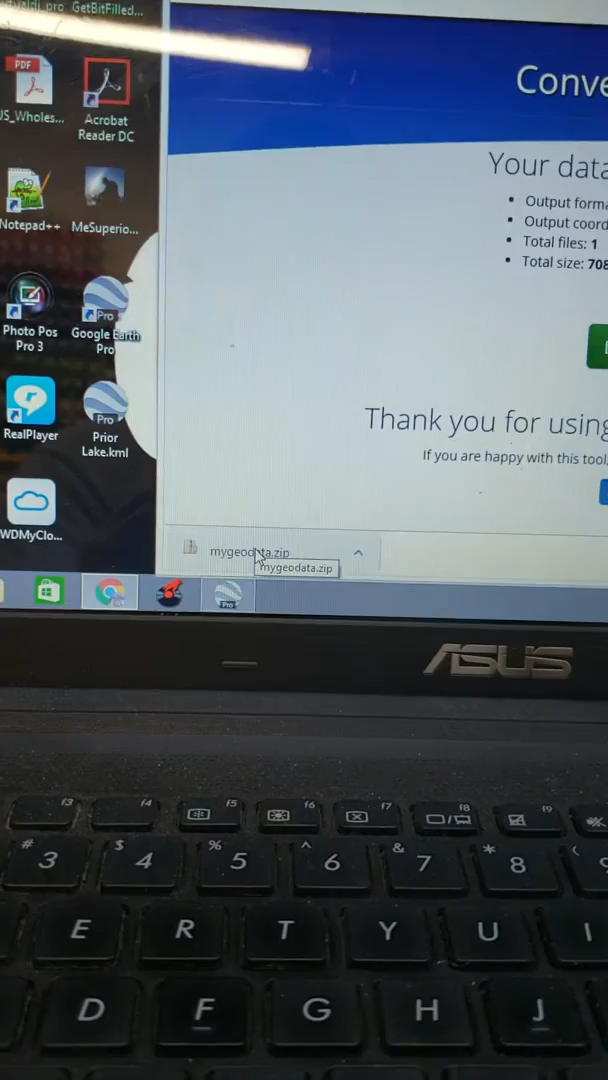 GetBitFilled...
PDF
US_Wholes...
Acrobat
Reader DC
Notepad++
MeSuperio...
Photo Pos
Pro 3
Pro
Google Earth
Pro
RealPlayer
Pro
Prior
Lake.kml
WDMyClo...
Conve
Your data
Output forma
Output coord
Total files: 1
Total size: 708
Thank you for using
If you are happy with this tool,
mygeodata.zip
mygeodata.zip
Pro
ASUS
f3 f4 f5 f6 f7 f8 f9
# 3 $ 4 % 5 ^ 6 & 7 * 8 (
E R T Y U I
D F G H J